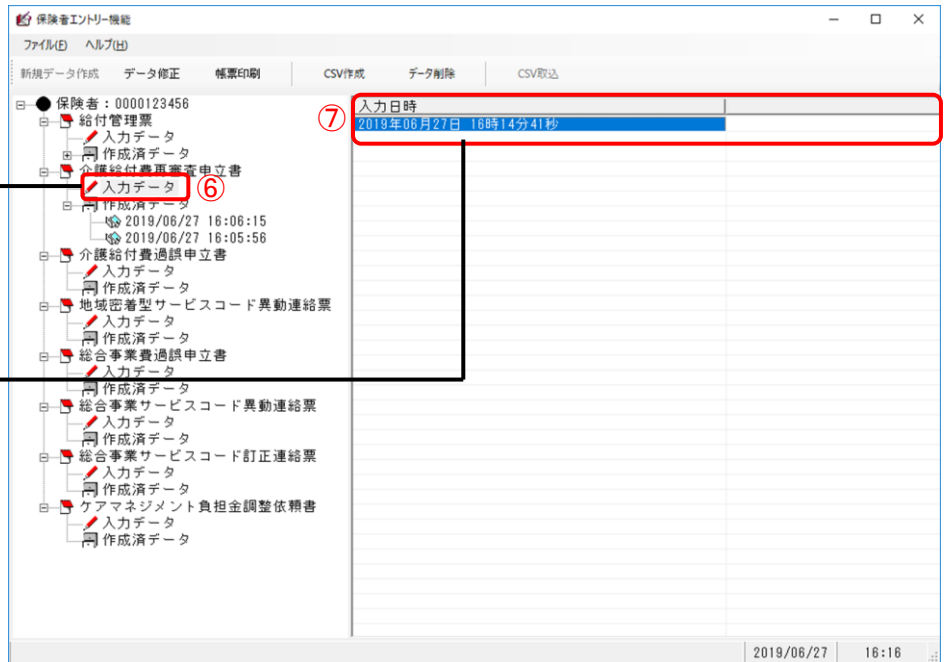 保険者エントリー機能
ファイル(F) ヘルプ(H)
新規データ作成 データ修正 帳票印刷 CSV作成 データ削除 CSV取込
保険者：0000123456
給付管理票
入力データ
作成済データ
介護給付費再審査申立書
入力データ ⑥
作成済データ
2019/06/27 16:06:15
2019/06/27 16:05:56
介護給付費過誤申立書
入力データ
作成済データ
地域密着型サービスコード異動連絡票
入力データ
作成済データ
総合事業費過誤申立書
入力データ
作成済データ
総合事業サービスコード異動連絡票
入力データ
作成済データ
総合事業サービスコード訂正連絡票
入力データ
作成済データ
ケアマネジメント負担金調整依頼書
入力データ
作成済データ
⑦ 入力日時
2019年06月27日 16時14分41秒
2019/06/27 16:16